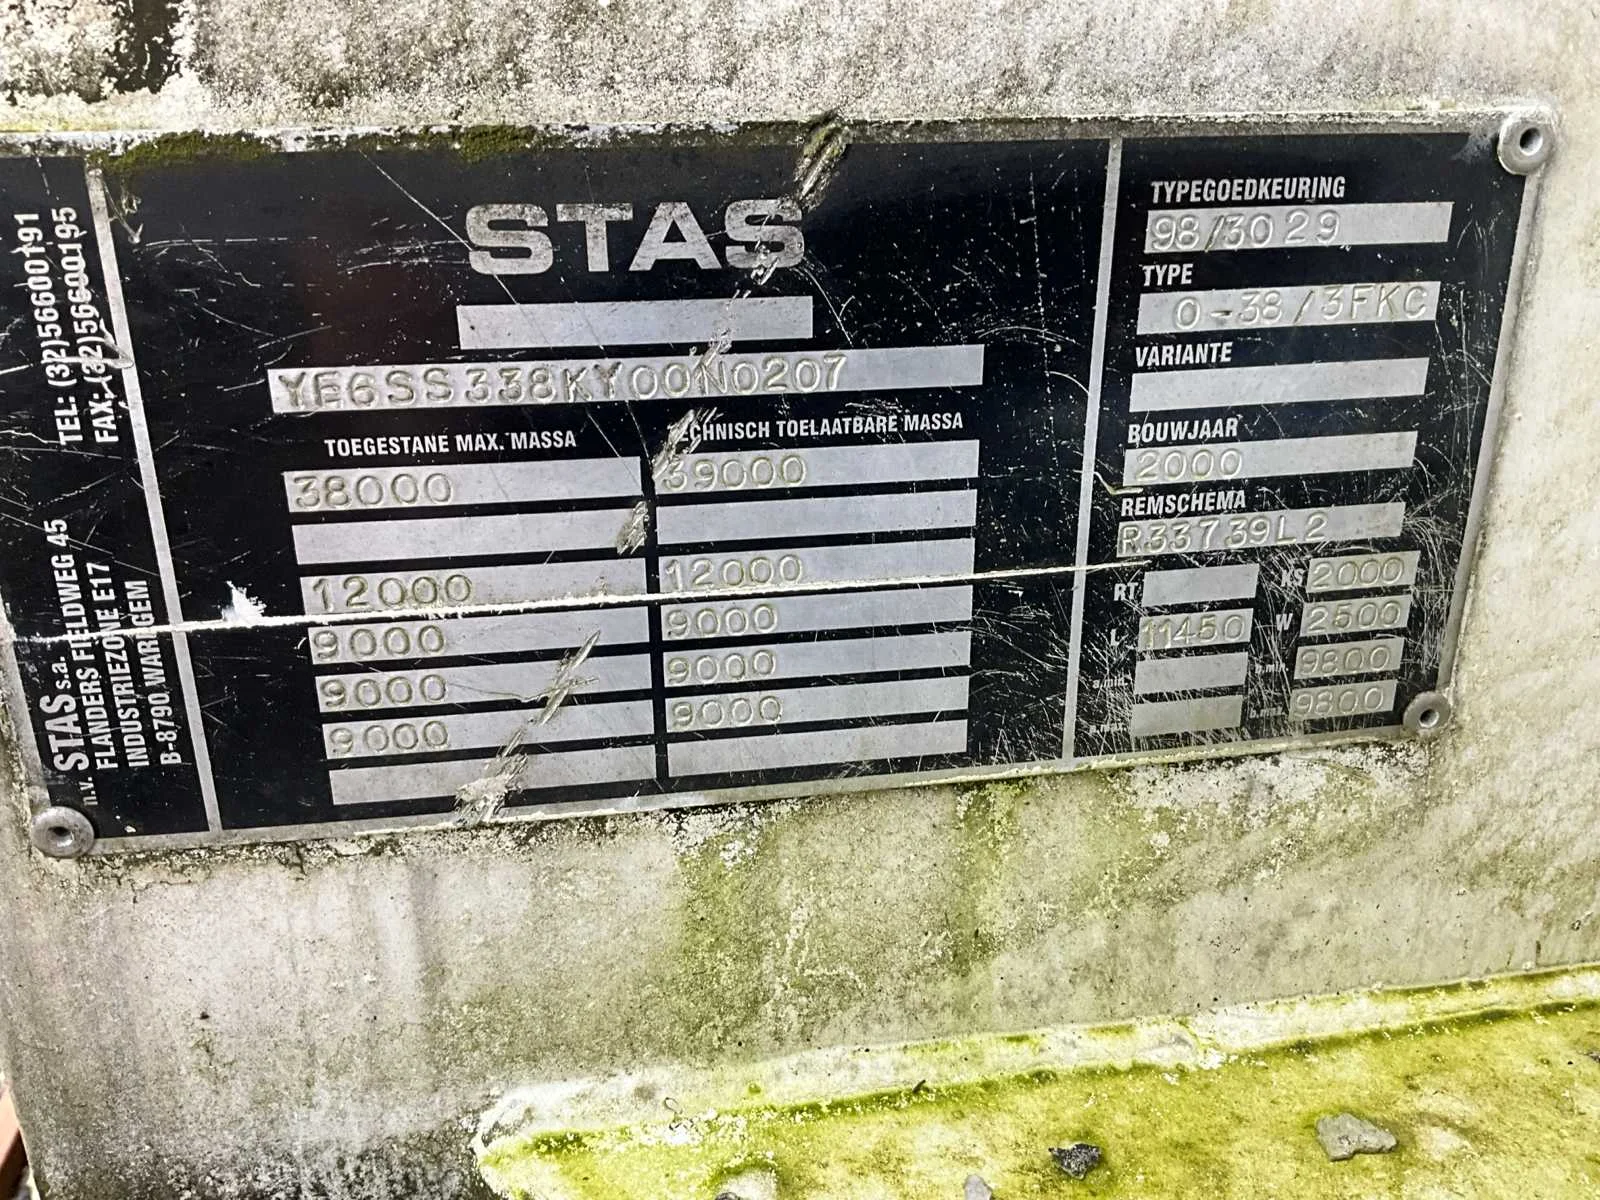 STAS
YE6SS338KY00N0207
TOEGESTANE MAX. MASSA
38000
12000
9000
9000
9000
TECHNISCH TOELAATBARE MASSA
39000
12000
9000
9000
9000
TYPEGOEDKEURING
98/3029
TYPE
0-38/3FKC
VARIANTE
BOUWJAAR
2000
REMSCHEMA
R33739L2
RT
KS 2000
L 11450
W 2500
a.min.
9800
9800
n.v. STAS s.a.
FLANDERS FIELDWEG 45
INDUSTRIEZONE E17
B-8790 WAREGEM
TEL: (32)56600191
FAX: (32)56600195